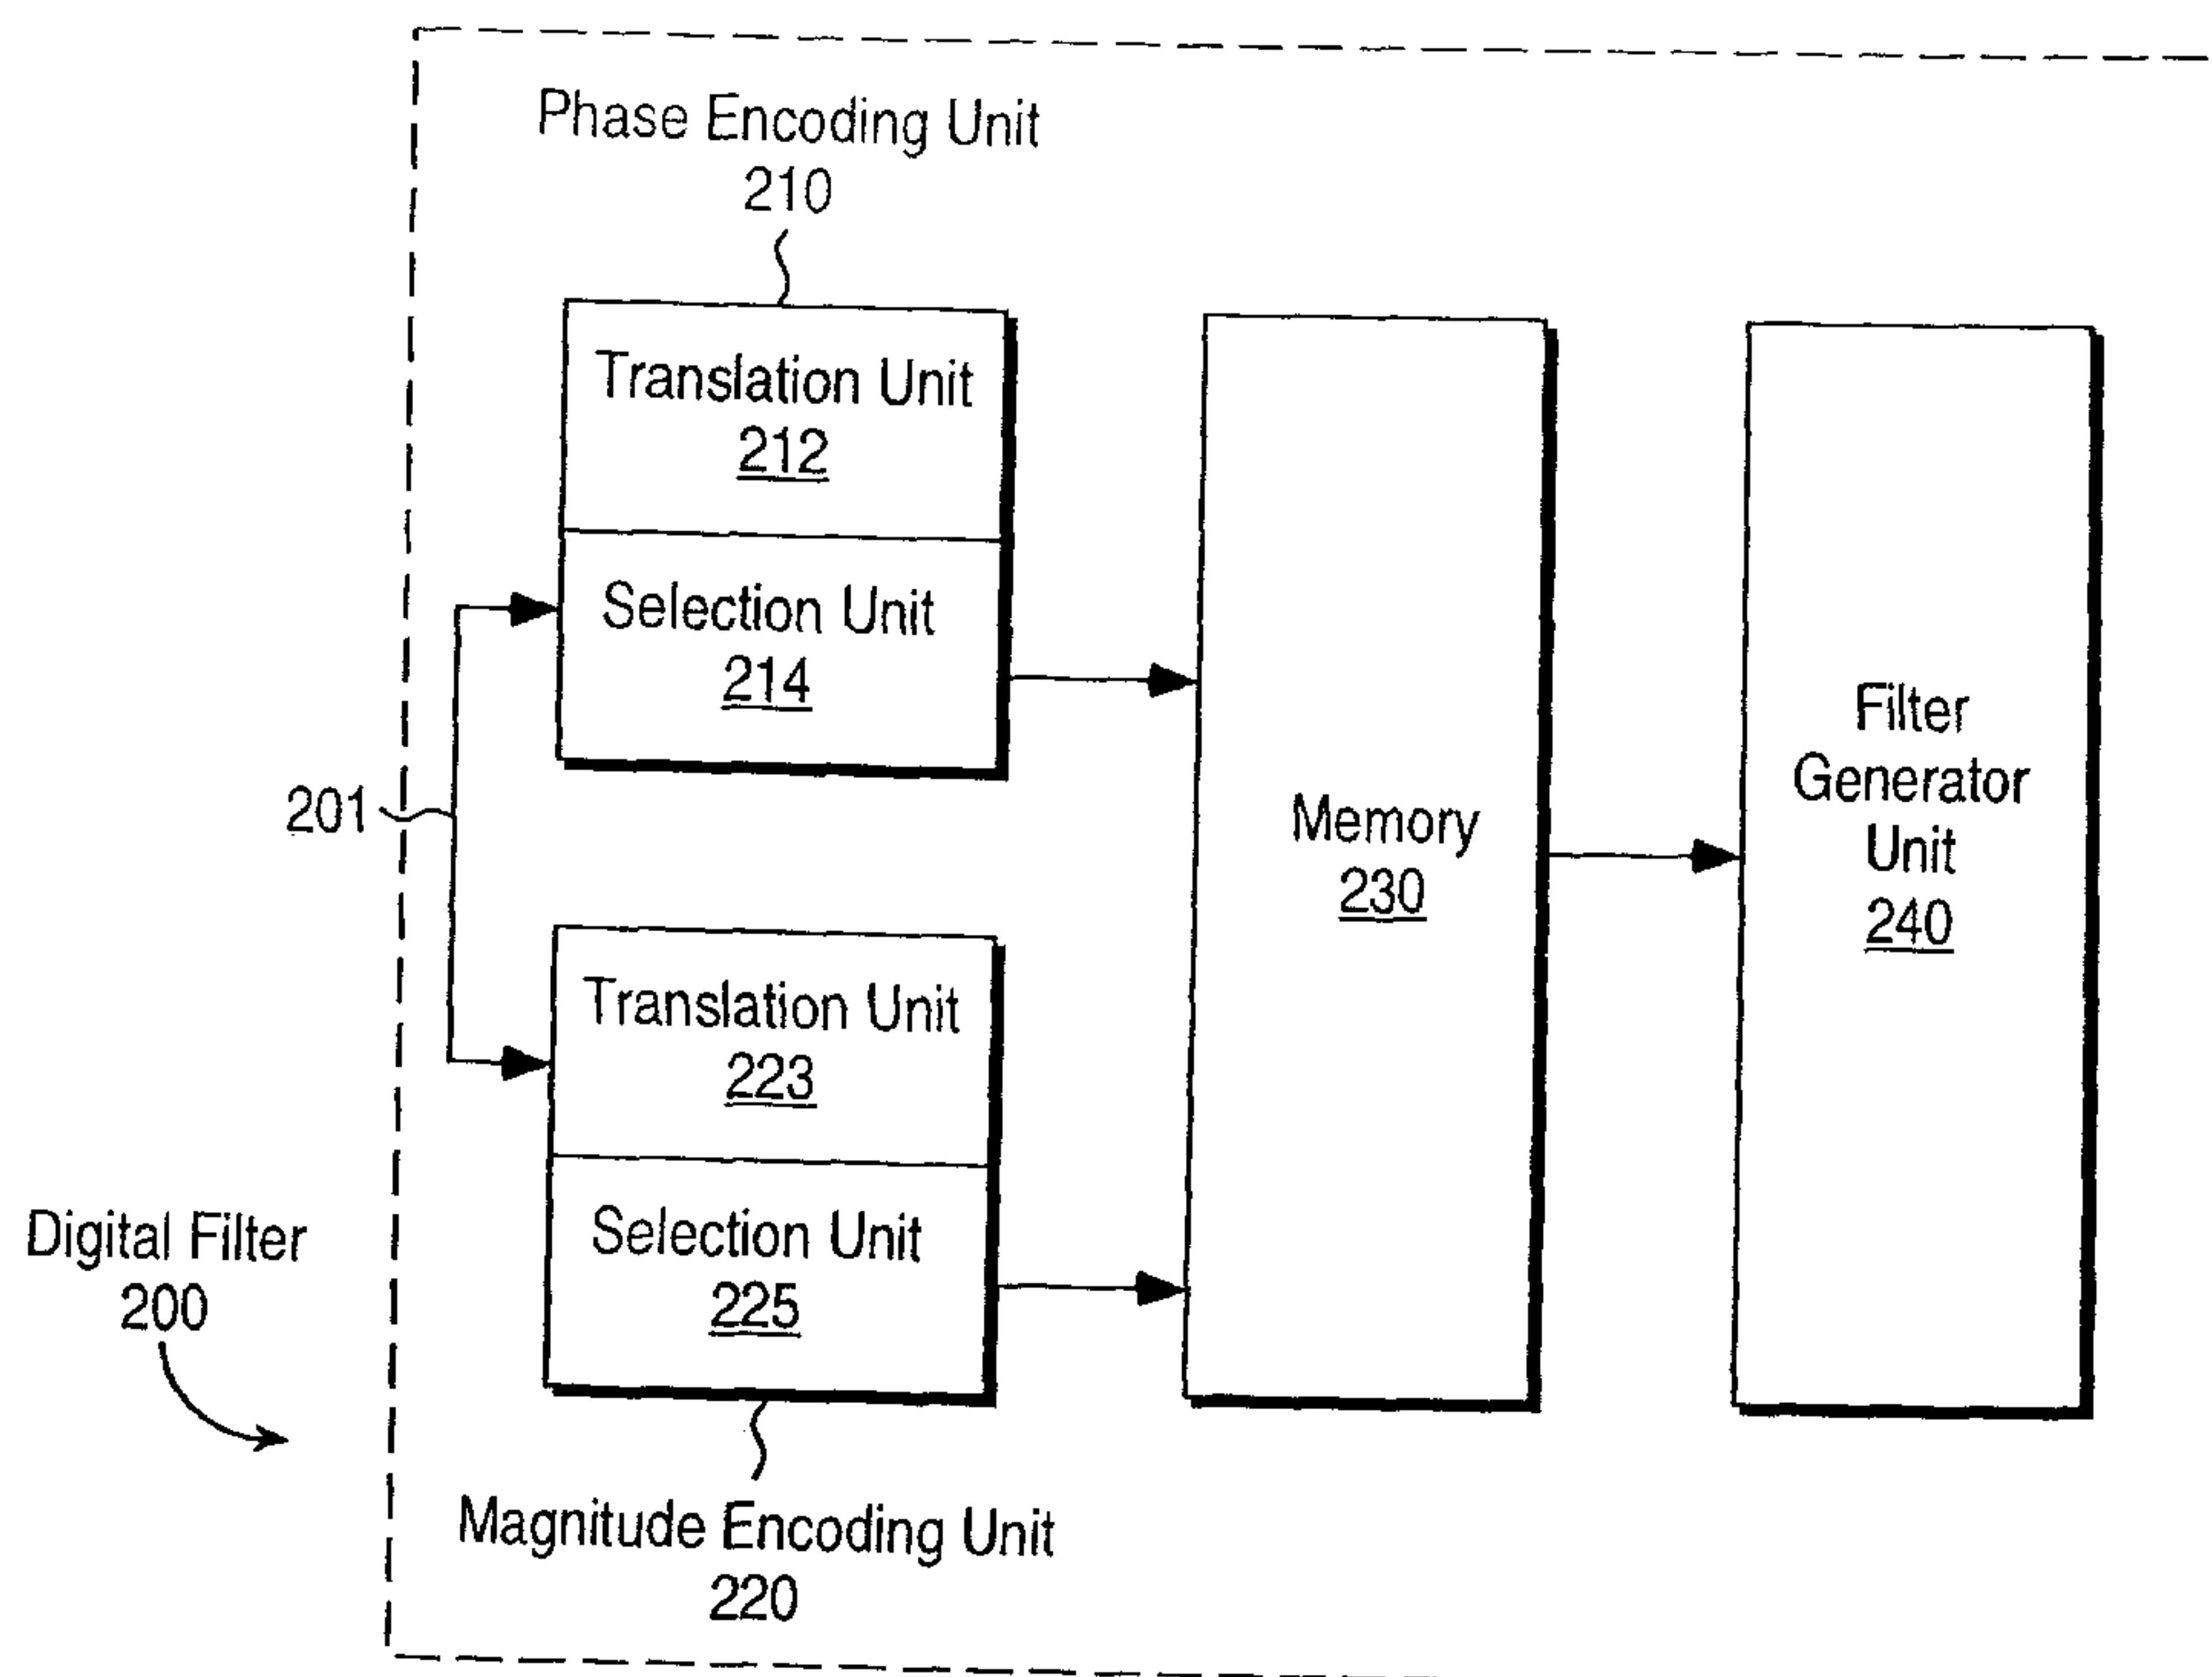 Phase Encoding Unit
210
Translation Unit
212
Selection Unit
214
201
Translation Unit
223
Selection Unit
225
Magnitude Encoding Unit
220
Memory
230
Filter
Generator
Unit
240
Digital Filter
200